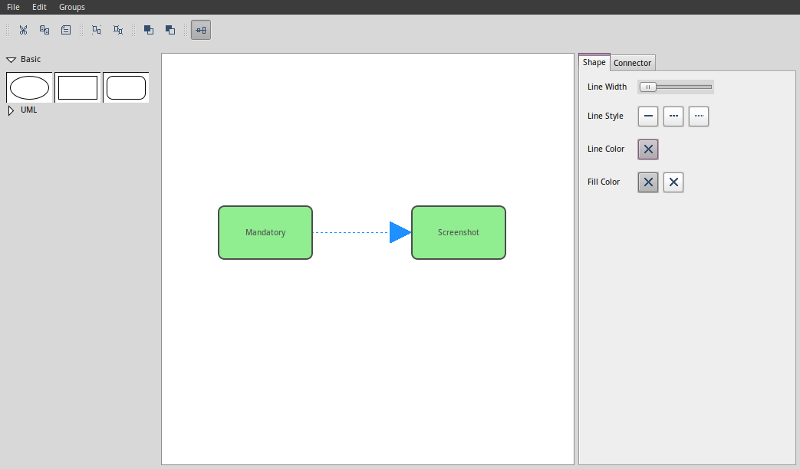 File Edit Groups
Basic
UML
Mandatory
Screenshot
Shape Connector
Line Width
Line Style
Line Color
Fill Color